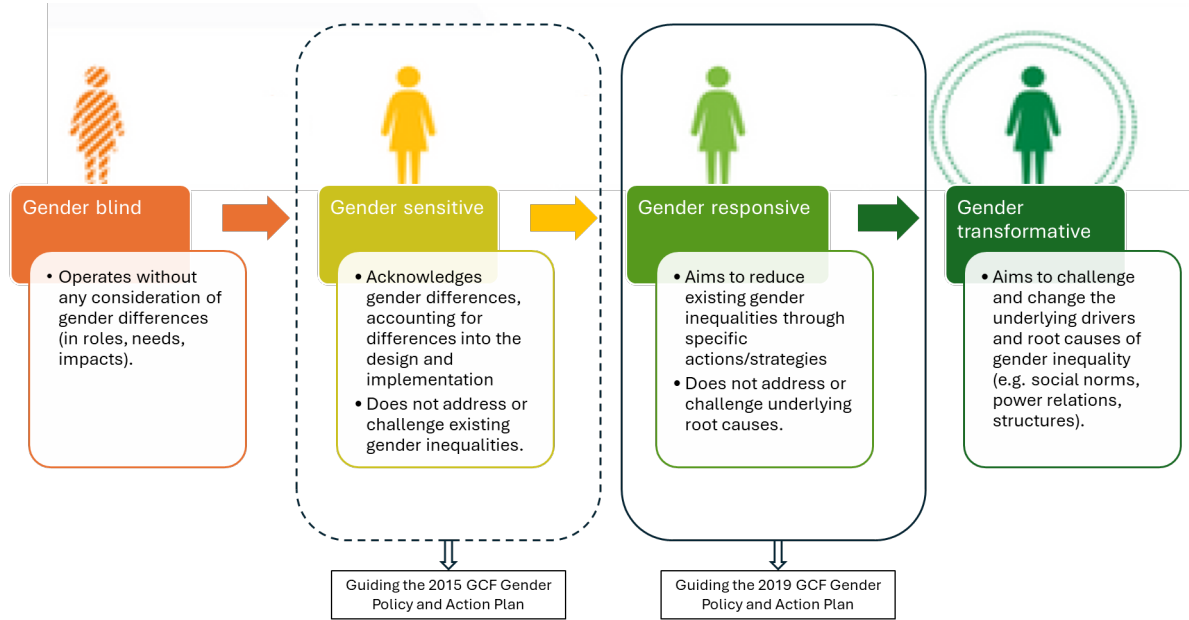 Gender blind
• Operates without
any consideration of
gender differences
(in roles, needs,
impacts).
Gender sensitive
• Acknowledges
gender differences,
accounting for
differences into the
design and
implementation
• Does not address or
challenge existing
gender inequalities.
Gender responsive
• Aims to reduce
existing gender
inequalities through
specific
actions/strategies
• Does not address or
challenge underlying
root causes.
Gender
transformative
• Aims to challenge
and change the
underlying drivers
and root causes of
gender inequality
(e.g. social norms,
power relations,
structures).
Guiding the 2015 GCF Gender
Policy and Action Plan
Guiding the 2019 GCF Gender
Policy and Action Plan